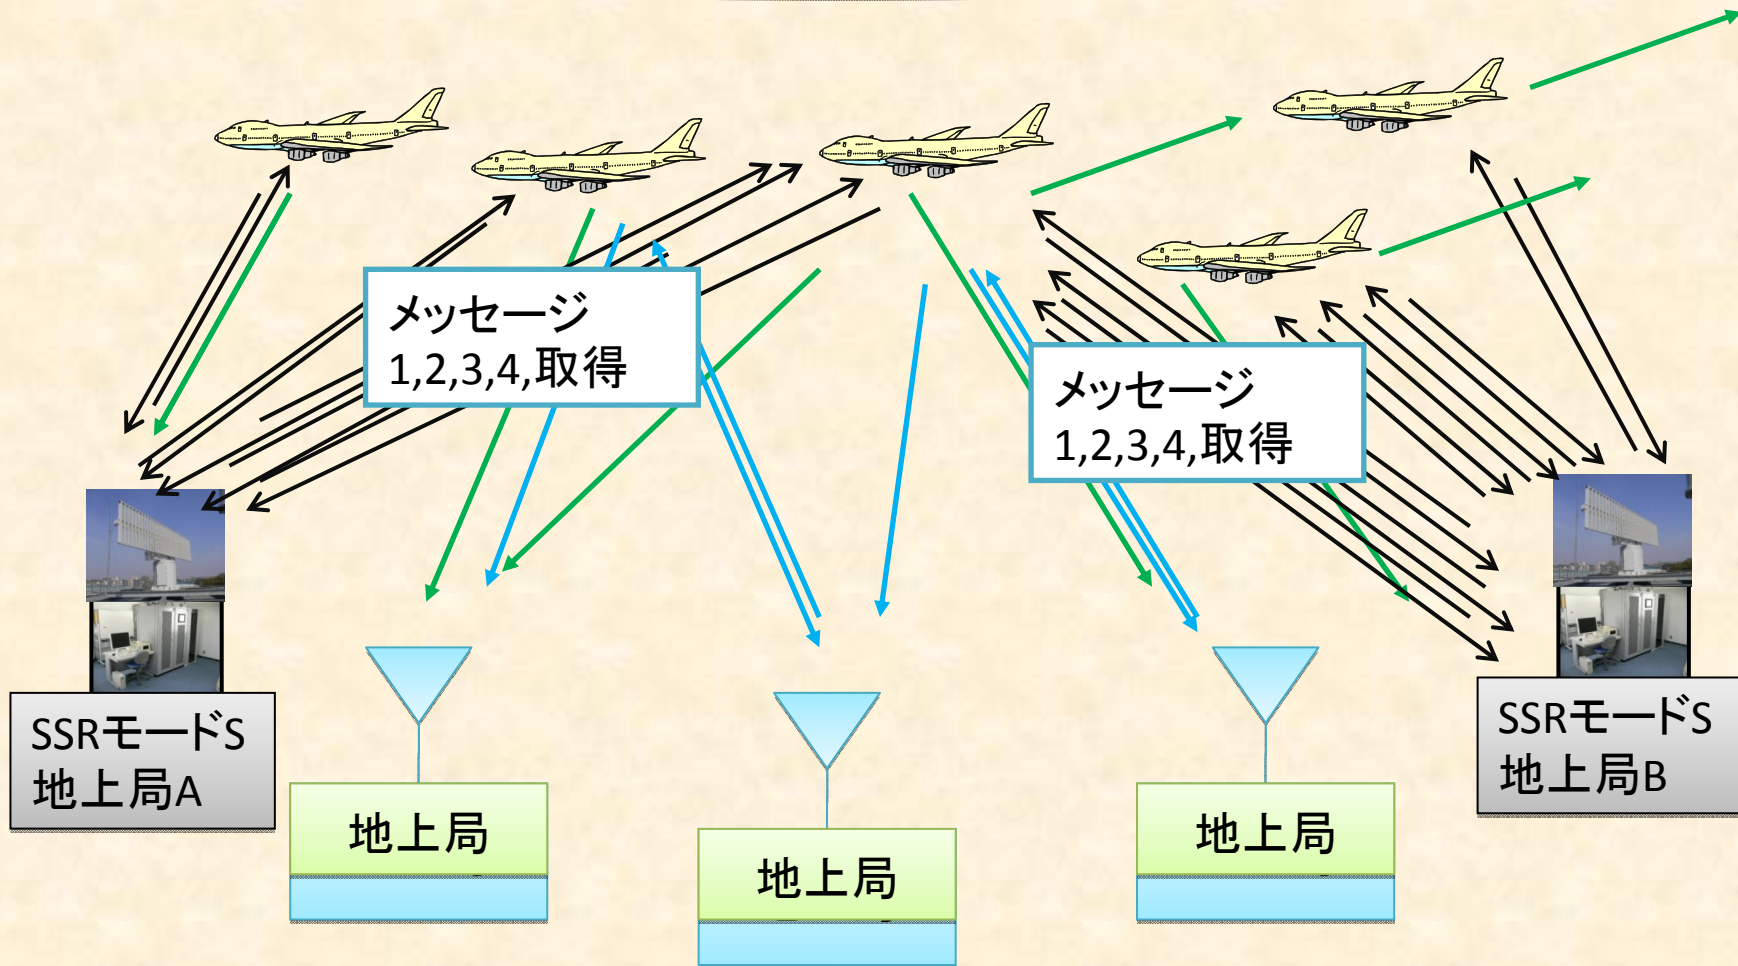 メッセージ
1,2,3,4,取得
メッセージ
1,2,3,4,取得
SSRモードS
地上局A
SSRモードS
地上局B
地上局
地上局
地上局